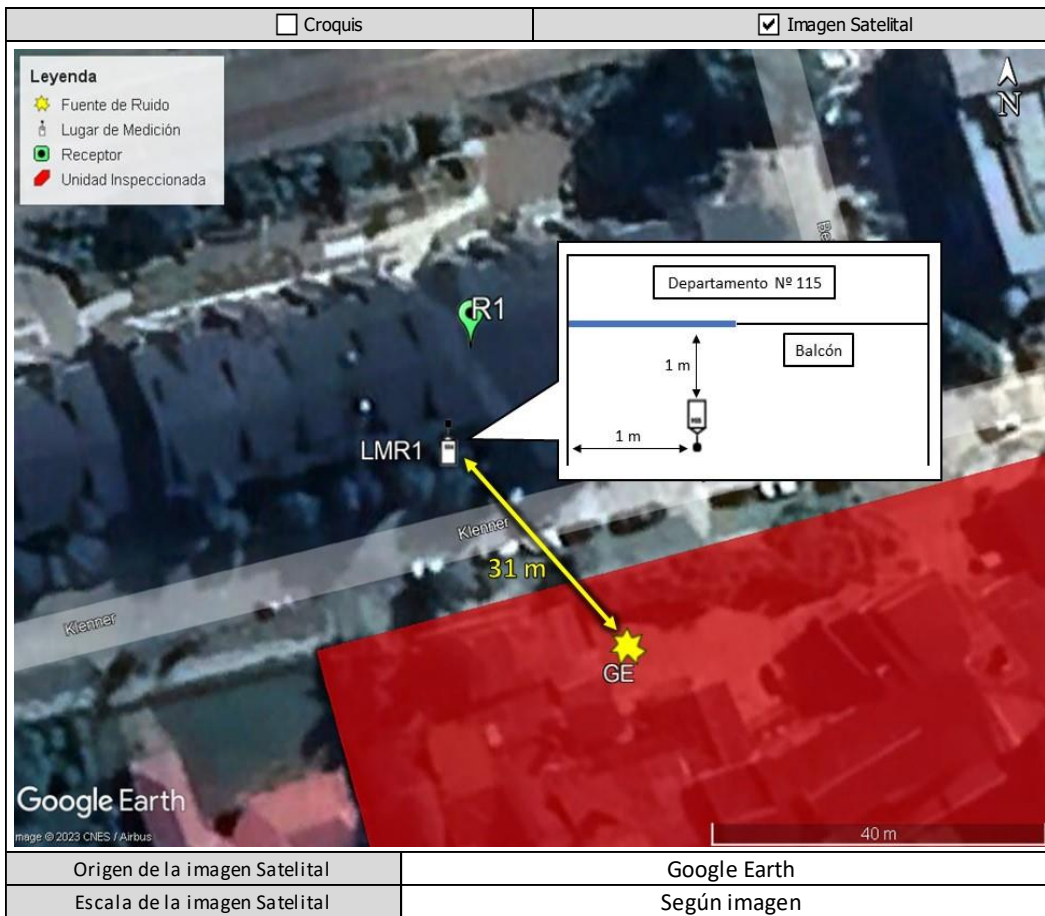 Croquis
Imagen Satelital
Leyenda
Fuente de Ruido
Lugar de Medición
Receptor
Unidad Inspeccionada
N
Be
R1
Departamento Nº 115
Balcón
1 m
1 m
LMR1
Klenner
31 m
Klenner
GE
Google Earth
mage © 2023 CNES / Airbus
40 m
Origen de la imagen Satelital
Google Earth
Escala de la imagen Satelital
Según imagen